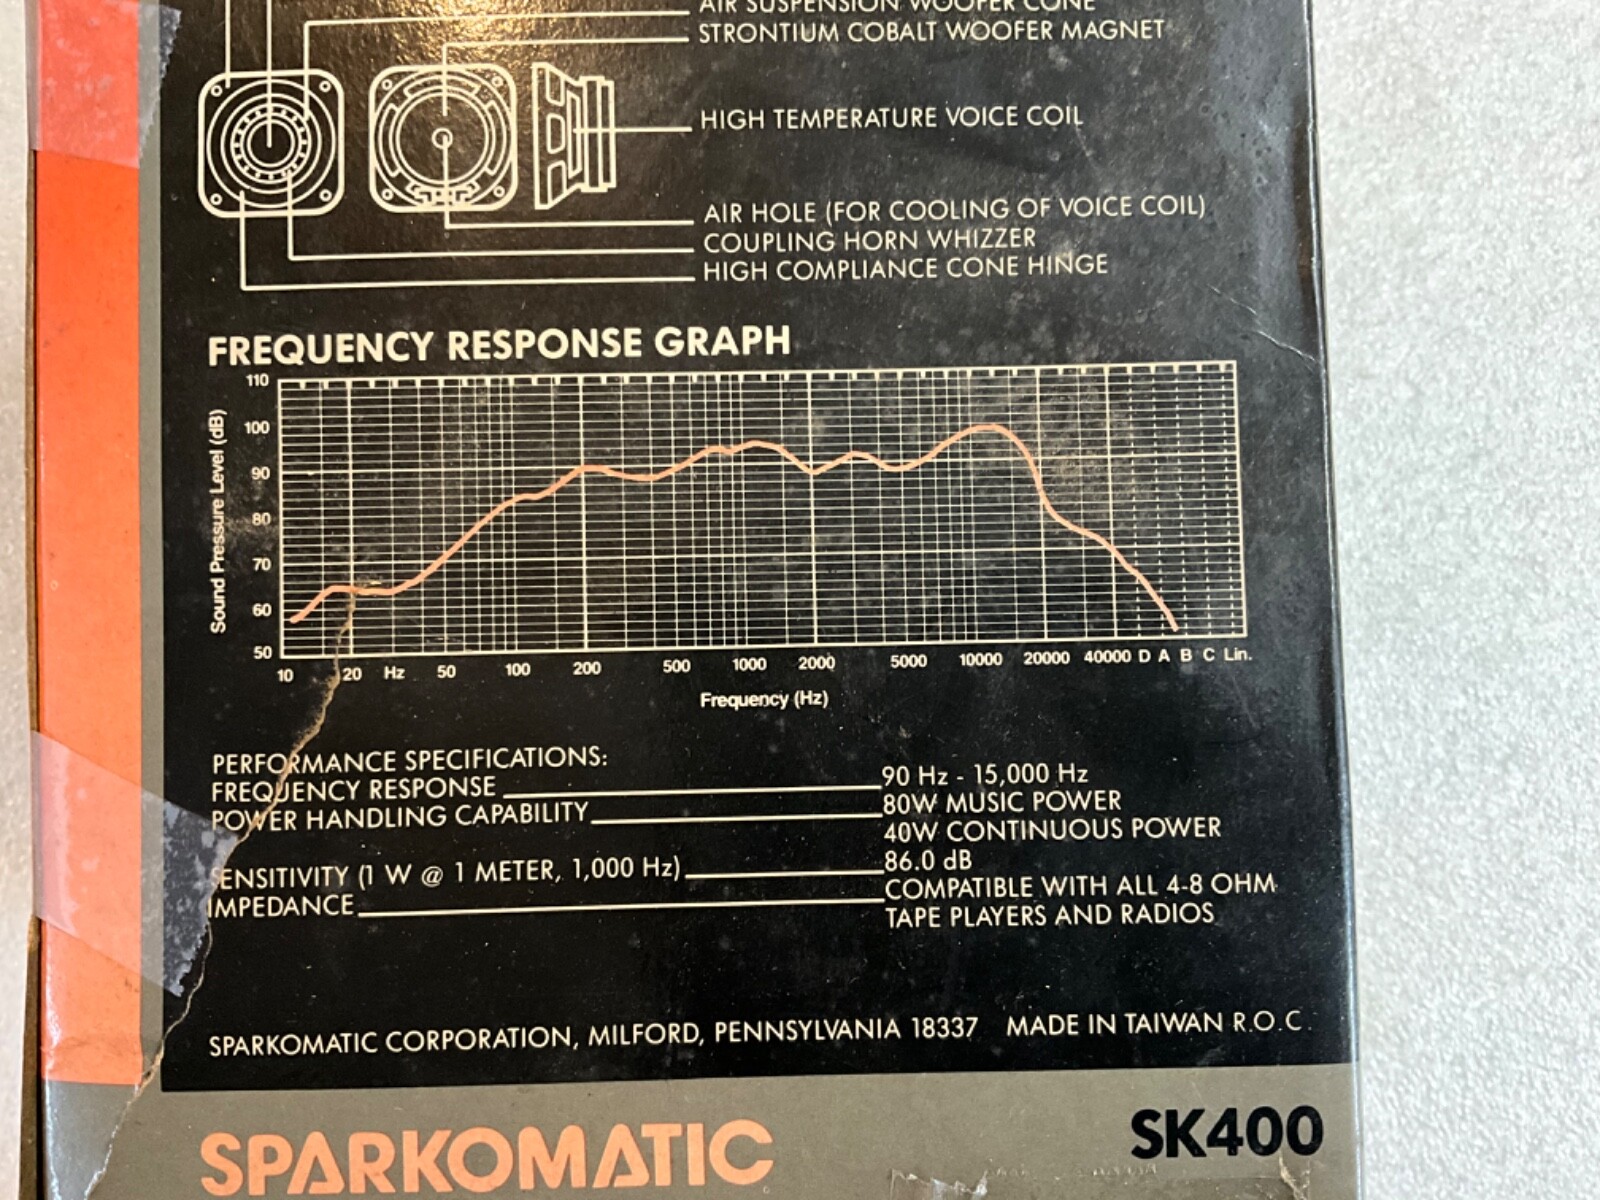 AIR SUSPENSION WOOFER CONE
STRONTIUM COBALT WOOFER MAGNET
HIGH TEMPERATURE VOICE COIL
AIR HOLE (FOR COOLING OF VOICE COIL)
COUPLING HORN WHIZZER
HIGH COMPLIANCE CONE HINGE
FREQUENCY RESPONSE GRAPH
Sound Pressure Level (dB)
110
100
90
80
70
60
50
10 20 Hz 50 100 200 500 1000 2000 5000 10000 20000 40000 D A B C Lin.
Frequency (Hz)
PERFORMANCE SPECIFICATIONS:
FREQUENCY RESPONSE 90 Hz - 15,000 Hz
POWER HANDLING CAPABILITY 80W MUSIC POWER
40W CONTINUOUS POWER
SENSITIVITY (1 W @ 1 METER, 1,000 Hz) 86.0 dB
IMPEDANCE COMPATIBLE WITH ALL 4-8 OHM
TAPE PLAYERS AND RADIOS
SPARKOMATIC CORPORATION, MILFORD, PENNSYLVANIA 18337 MADE IN TAIWAN R.O.C.
SPARKOMATIC
SK400